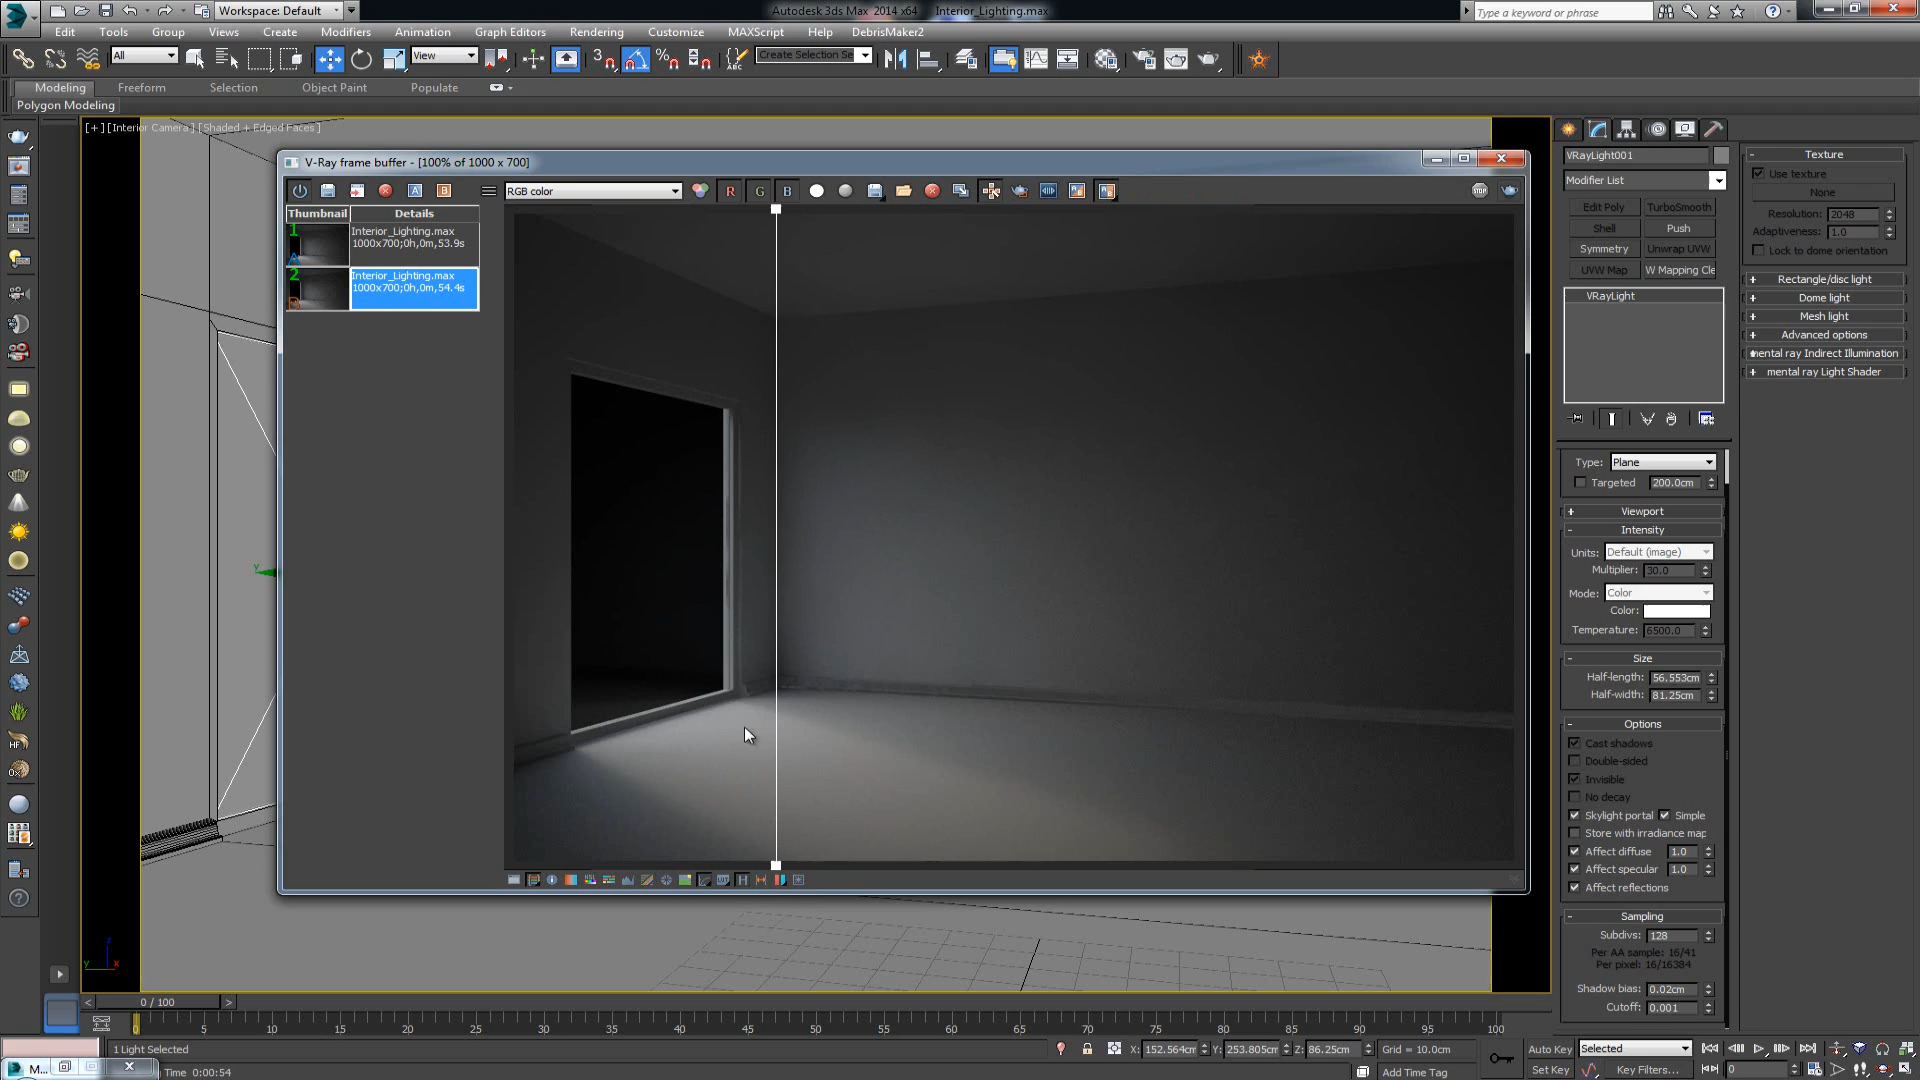 Workspace: Default
Autodesk 3ds Max 2014 x64 Interior_Lighting.max
Type a keyword or phrase
Edit Tools Group Views Create Modifiers Animation Graph Editors Rendering Customize MAXScript Help DebrisMaker2
All
View
3
ABC
Create Selection Se
Modeling Freeform Selection Object Paint Populate
Polygon Modeling
[+] [Interior Camera] [Shaded + Edged Faces]
V-Ray frame buffer - [100% of 1000 x 700]
RGB color
R G B
Thumbnail Details
1
A
Interior_Lighting.max
1000x700;0h,0m,53.9s
2
B
Interior_Lighting.max
1000x700;0h,0m,54.4s
STOP
VRayLight001
Modifier List
Edit Poly TurboSmooth
Shell Push
Symmetry Unwrap UVW
UVW Map W Mapping Cle
VRayLight
Type: Plane
Targeted 200.0cm
Viewport
Intensity
Units: Default (image)
Multiplier: 30.0
Mode: Color
Color:
Temperature: 6500.0
Size
Half-length: 56.553cm
Half-width: 81.25cm
Options
Cast shadows
Double-sided
Invisible
No decay
Skylight portal Simple
Store with irradiance map
Affect diffuse 1.0
Affect specular 1.0
Affect reflections
Sampling
Subdivs: 128
Per AA sample: 16/41
Per pixel: 16/16384
Shadow bias: 0.02cm
Cutoff: 0.001
Texture
Use texture
None
Resolution: 2048
Adaptiveness: 1.0
Lock to dome orientation
Rectangle/disc light
Dome light
Mesh light
Advanced options
mental ray Indirect Illumination
mental ray Light Shader
HF
y
z
y x
0 / 100
0 5 10 15 20 25 30 35 40 45 50 55 60 65 70 75 80 85 90 95 100
1 Light Selected
X: 152.564cm Y: 253.805cm Z: 86.25cm Grid = 10.0cm
Auto Key Selected
M...
Time 0:00:54
Add Time Tag
Set Key Key Filters...
0